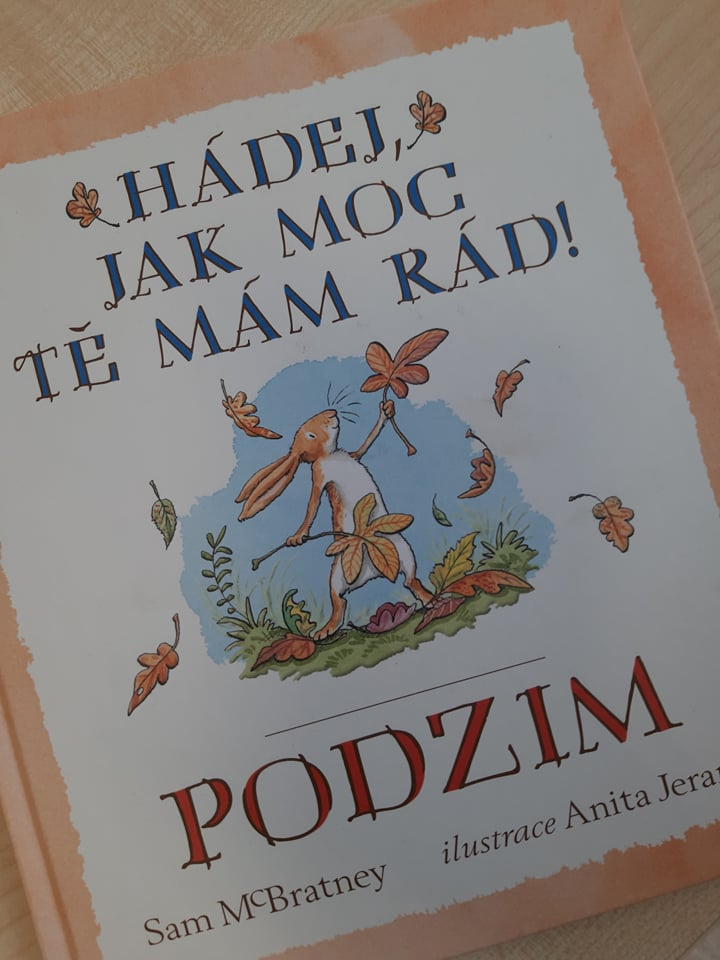 HÁDEJ,
JAK MOC
TĚ MÁM RÁD!
PODZIM
Sam McBratney
ilustrace Anita